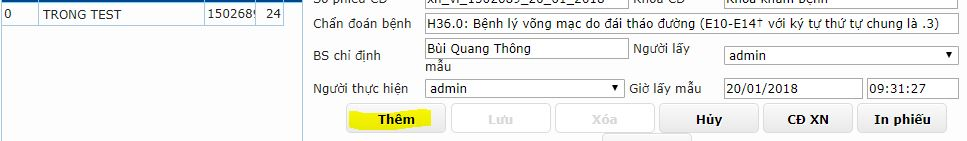 0 TRONG TEST 1502689 24
Chẩn đoán bệnh H36.0: Bệnh lý võng mạc do đái tháo đường (E10-E14† với ký tự thứ tự chung là .3)
BS chỉ định Bùi Quang Thông Người lấy mẫu admin
Người thực hiện admin Giờ lấy mẫu 20/01/2018 09:31:27
Thêm Lưu Xóa Hủy CĐ XN In phiếu